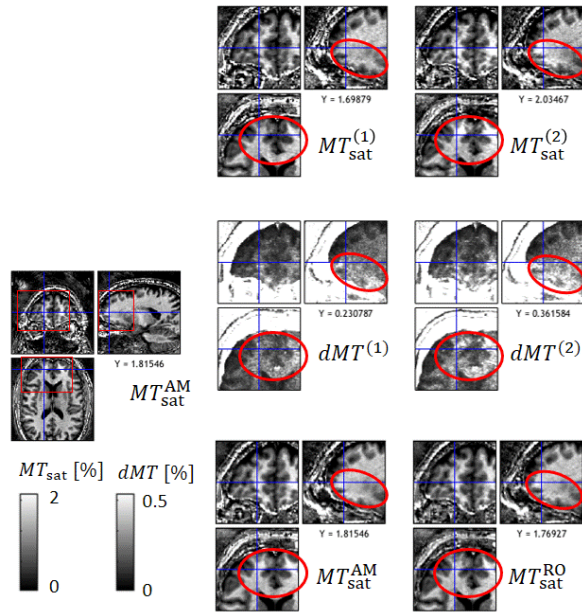 Y = 1.69879
Y = 2.03467
MT_sat^(1)
MT_sat^(2)
Y = 0.230787
Y = 0.361584
dMT^(1)
dMT^(2)
Y = 1.81546
MT_sat^AM
MT_sat [%]
dMT [%]
2
0.5
0
0
Y = 1.81546
Y = 1.76927
MT_sat^AM
MT_sat^RO